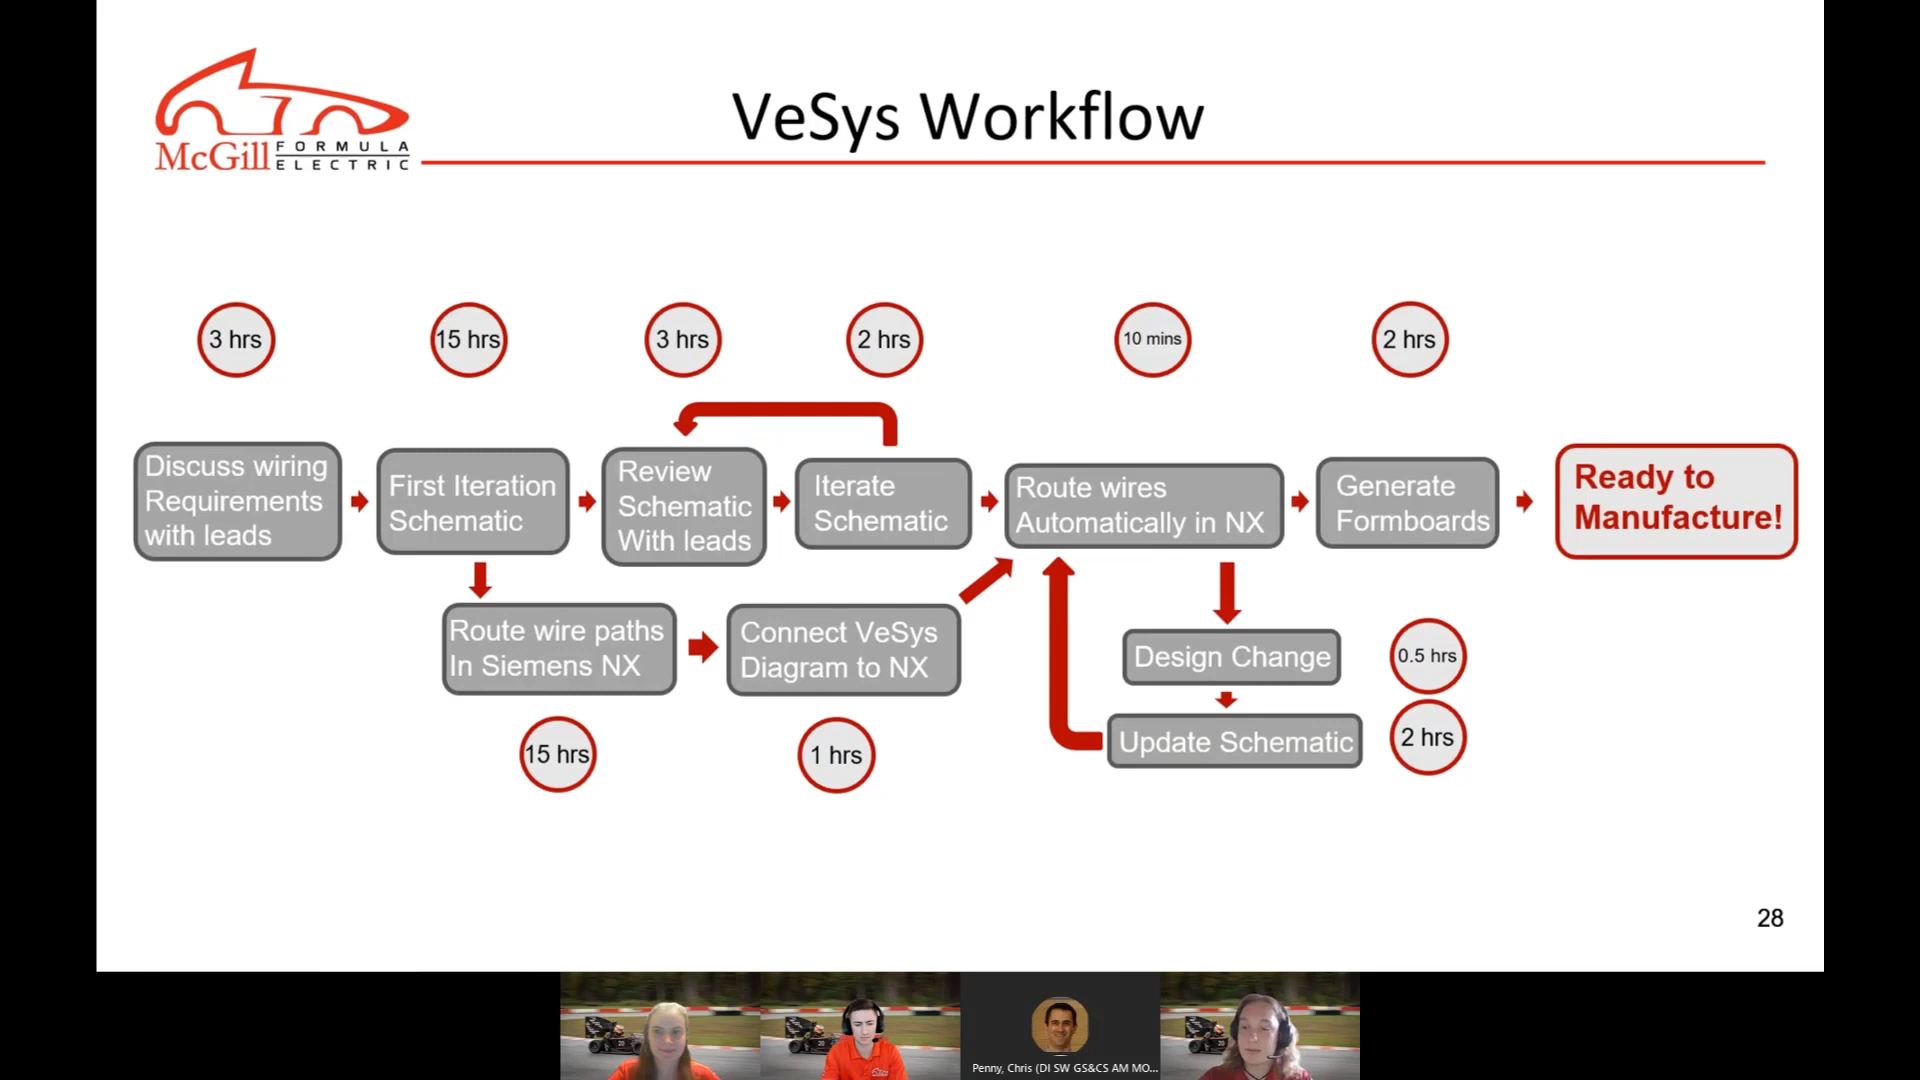 McGill FORMULA
ELECTRIC
VeSys Workflow
3 hrs
15 hrs
3 hrs
2 hrs
10 mins
2 hrs
Discuss wiring
Requirements
with leads
First Iteration
Schematic
Review
Schematic
With leads
Iterate
Schematic
Route wires
Automatically in NX
Generate
Formboards
Ready to
Manufacture!
Route wire paths
In Siemens NX
Connect VeSys
Diagram to NX
Design Change
0.5 hrs
Update Schematic
2 hrs
15 hrs
1 hrs
28
20
20
Penny, Chris (DI SW GS&CS AM MO...
20